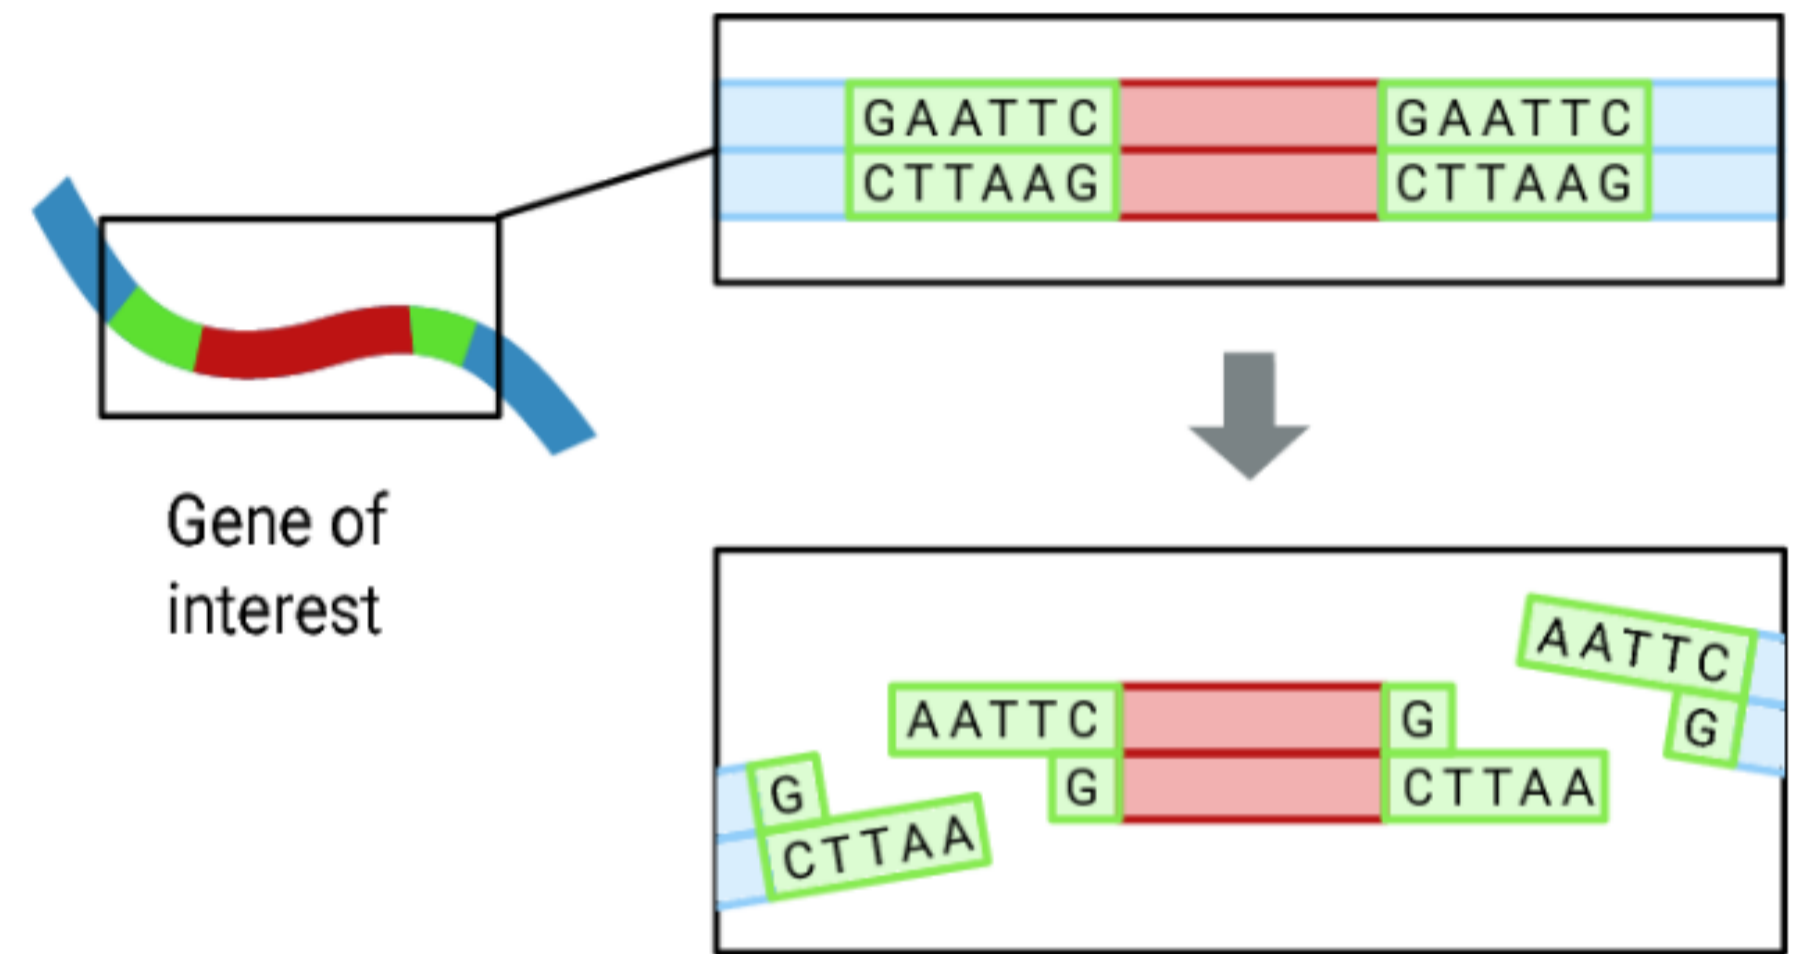 GAATTC GAATTC
CTTAAG CTTAAG
Gene of
interest
AATTC
G
AATTC G
G CTTAA
G
CTTAA